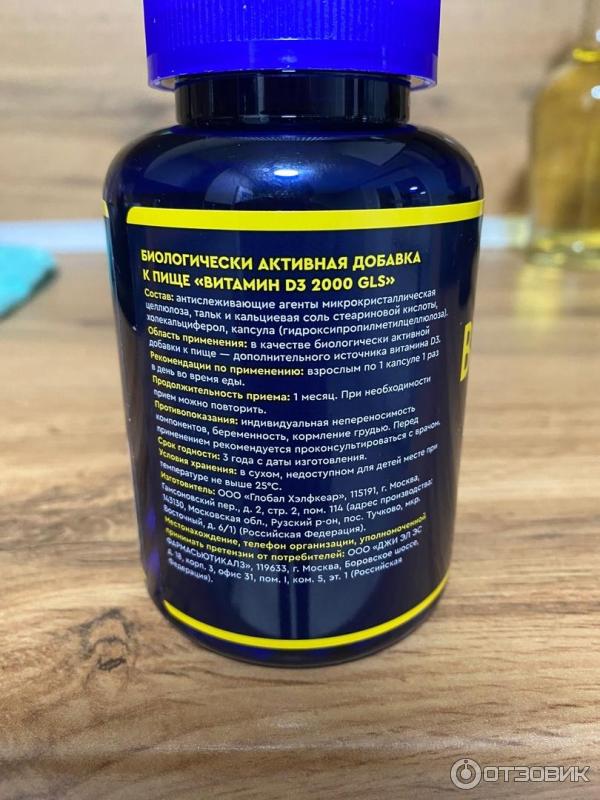 БИОЛОГИЧЕСКИ АКТИВНАЯ ДОБАВКА
К ПИЩЕ «ВИТАМИН D3 2000 GLS»
Состав: антислеживающие агенты микрокристаллическая
целлюлоза, тальк и кальциевая соль стеариновой кислоты,
холекальциферол, капсула (гидроксипропилметилцеллюлоза).
Область применения: в качестве биологически активной
добавки к пище — дополнительного источника витамина D3.
Рекомендации по применению: взрослым по 1 капсуле 1 раз
в день во время еды.
Продолжительность приема: 1 месяц. При необходимости
прием можно повторить.
Противопоказания: индивидуальная непереносимость
компонентов, беременность, кормление грудью. Перед
применением рекомендуется проконсультироваться с врачом.
Срок годности: 3 года с даты изготовления.
Условия хранения: в сухом, недоступном для детей месте при
температуре не выше 25°С.
Изготовитель: ООО «Глобал Хэлфкеар», 115191, г. Москва,
Гансоновский пер., д. 2, стр. 2, пом. 114 (адрес производства:
143130, Московская обл., Рузский р-он, пос. Тучково, мкр.
Восточный, д. 6/1) (Российская Федерация).
Местонахождение, телефон организации, уполномоченной
принимать претензии от потребителей: ООО «ДЖИ ЭЛ ЭС
ФАРМАСЬЮТИКАЛЗ», 119633, г. Москва, Боровское шоссе,
д. 18, корп. 3, офис 31, пом. I, ком. 5, эт. 1 (Российская
Федерация).
ОТЗОВИК